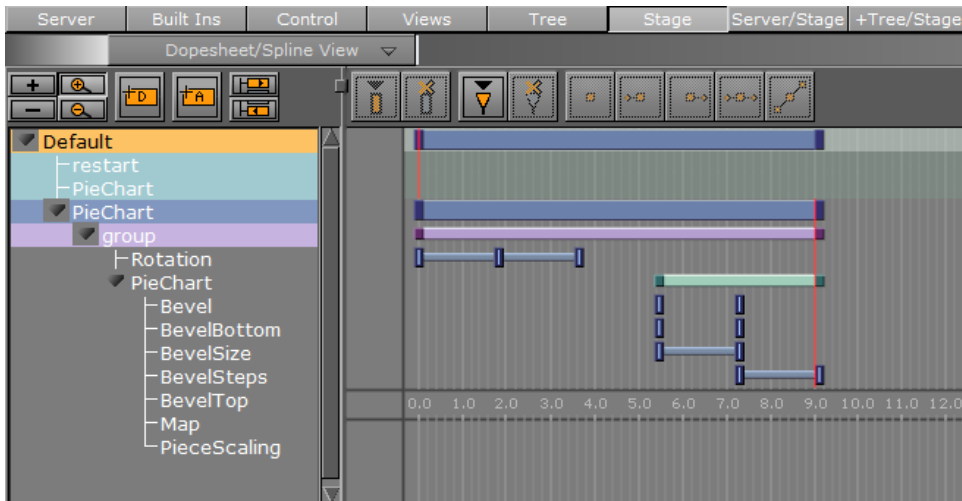 Server Built Ins Control Views Tree Stage Server/Stage +Tree/Stage
Dopesheet/Spline View
D A
Default
restart
PieChart
PieChart
group
Rotation
PieChart
Bevel
BevelBottom
BevelSize
BevelSteps
BevelTop
Map
PieceScaling
0.0 1.0 2.0 3.0 4.0 5.0 6.0 7.0 8.0 9.0 10.0 11.0 12.0